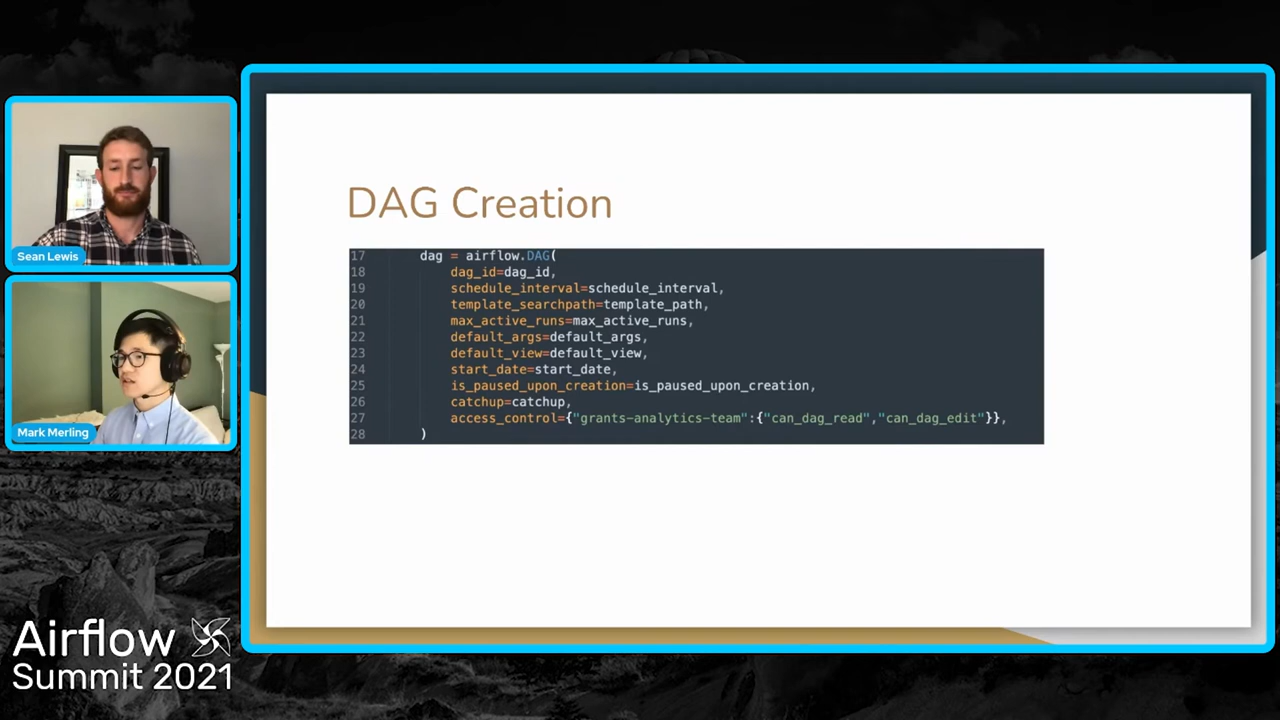 Sean Lewis
Mark Merling
Airflow
Summit 2021
DAG Creation
17 dag = airflow.DAG(
18 dag_id=dag_id,
19 schedule_interval=schedule_interval,
20 template_searchpath=template_path,
21 max_active_runs=max_active_runs,
22 default_args=default_args,
23 default_view=default_view,
24 start_date=start_date,
25 is_paused_upon_creation=is_paused_upon_creation,
26 catchup=catchup,
27 access_control={"grants-analytics-team":{"can_dag_read","can_dag_edit"}},
28 )